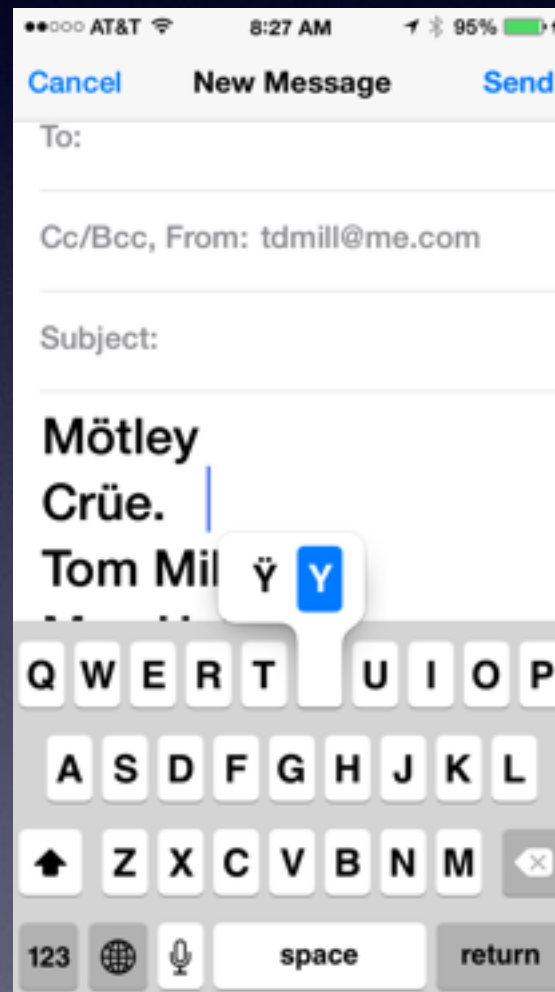 AT&T 8:27 AM 95%
Cancel New Message Send
To:
Cc/Bcc, From: tdmill@me.com
Subject:
Mötley
Crüe.
Tom Mil
Ÿ Y
Q W E R T U I O P
A S D F G H J K L
Z X C V B N M
123 space return